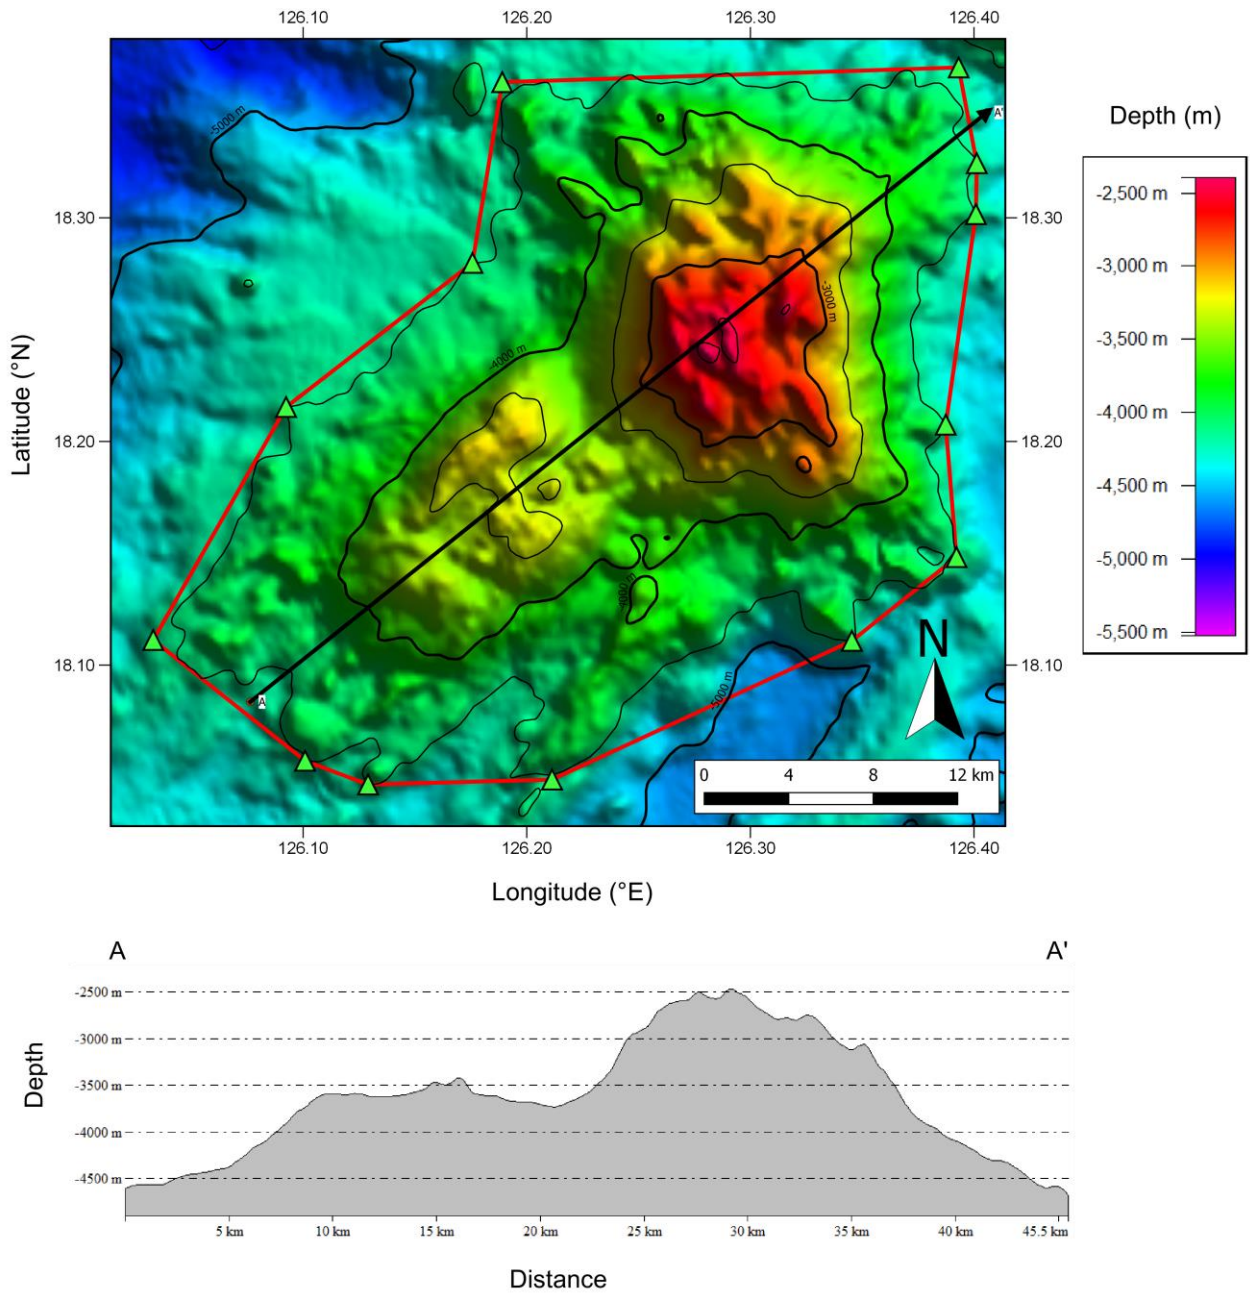 126.10 126.20 126.30 126.40
Depth (m)
-2,500 m
-3,000 m
-3,500 m
-4,000 m
-4,500 m
-5,000 m
-5,500 m
Latitude (°N)
18.30
18.20
18.10
18.30
18.20
18.10
-5000 m
-4000 m
-3000 m
-4000 m
-5000 m
A'
A
N
0 4 8 12 km
126.10 126.20 126.30 126.40
Longitude (°E)
A A'
Depth
-2500 m
-3000 m
-3500 m
-4000 m
-4500 m
5 km 10 km 15 km 20 km 25 km 30 km 35 km 40 km 45.5 km
Distance